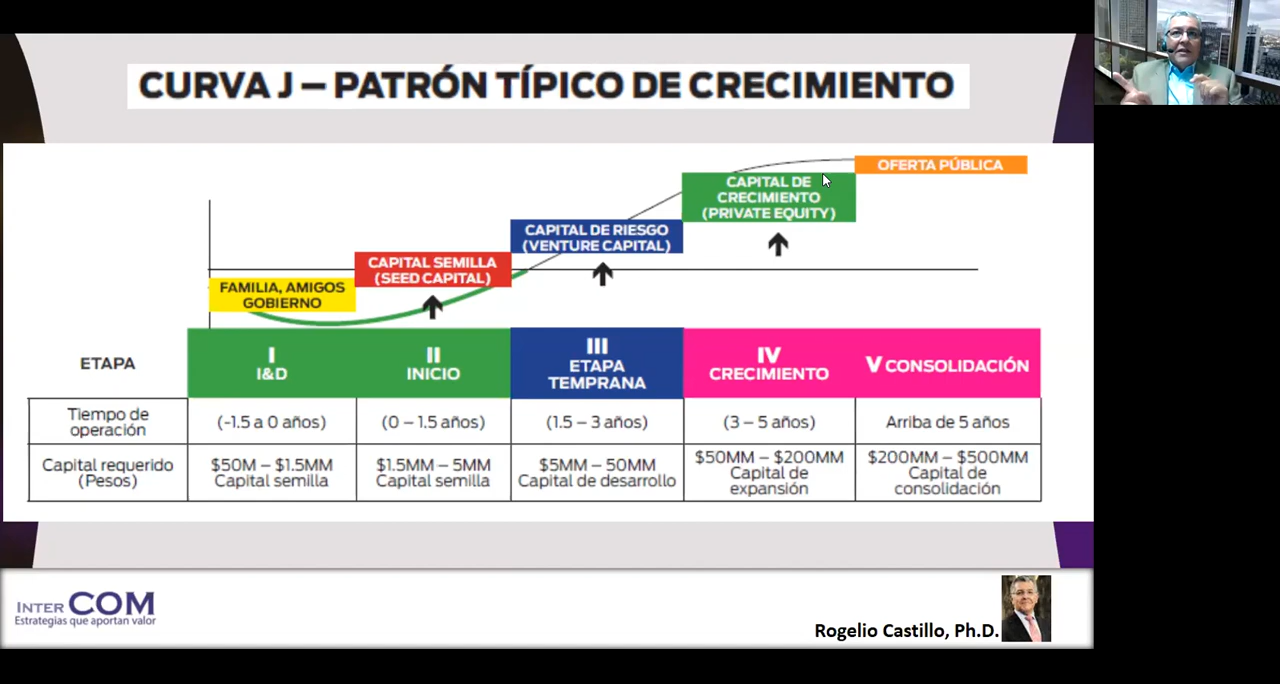 CURVA J – PATRÓN TÍPICO DE CRECIMIENTO
OFERTA PÚBLICA
CAPITAL DE
CRECIMIENTO
(PRIVATE EQUITY)
CAPITAL DE RIESGO
(VENTURE CAPITAL)
CAPITAL SEMILLA
(SEED CAPITAL)
FAMILIA, AMIGOS
GOBIERNO
ETAPA
I
I&D
II
INICIO
III
ETAPA
TEMPRANA
IV
CRECIMIENTO
V CONSOLIDACIÓN
Tiempo de
operación
(-1.5 a 0 años)
(0 – 1.5 años)
(1.5 – 3 años)
(3 – 5 años)
Arriba de 5 años
Capital requerido
(Pesos)
$50M – $1.5MM
Capital semilla
$1.5MM – 5MM
Capital semilla
$5MM – 50MM
Capital de desarrollo
$50MM – $200MM
Capital de
expansión
$200MM – $500MM
Capital de
consolidación
INTER COM
Estrategias que aportan valor
Rogelio Castillo, Ph.D.